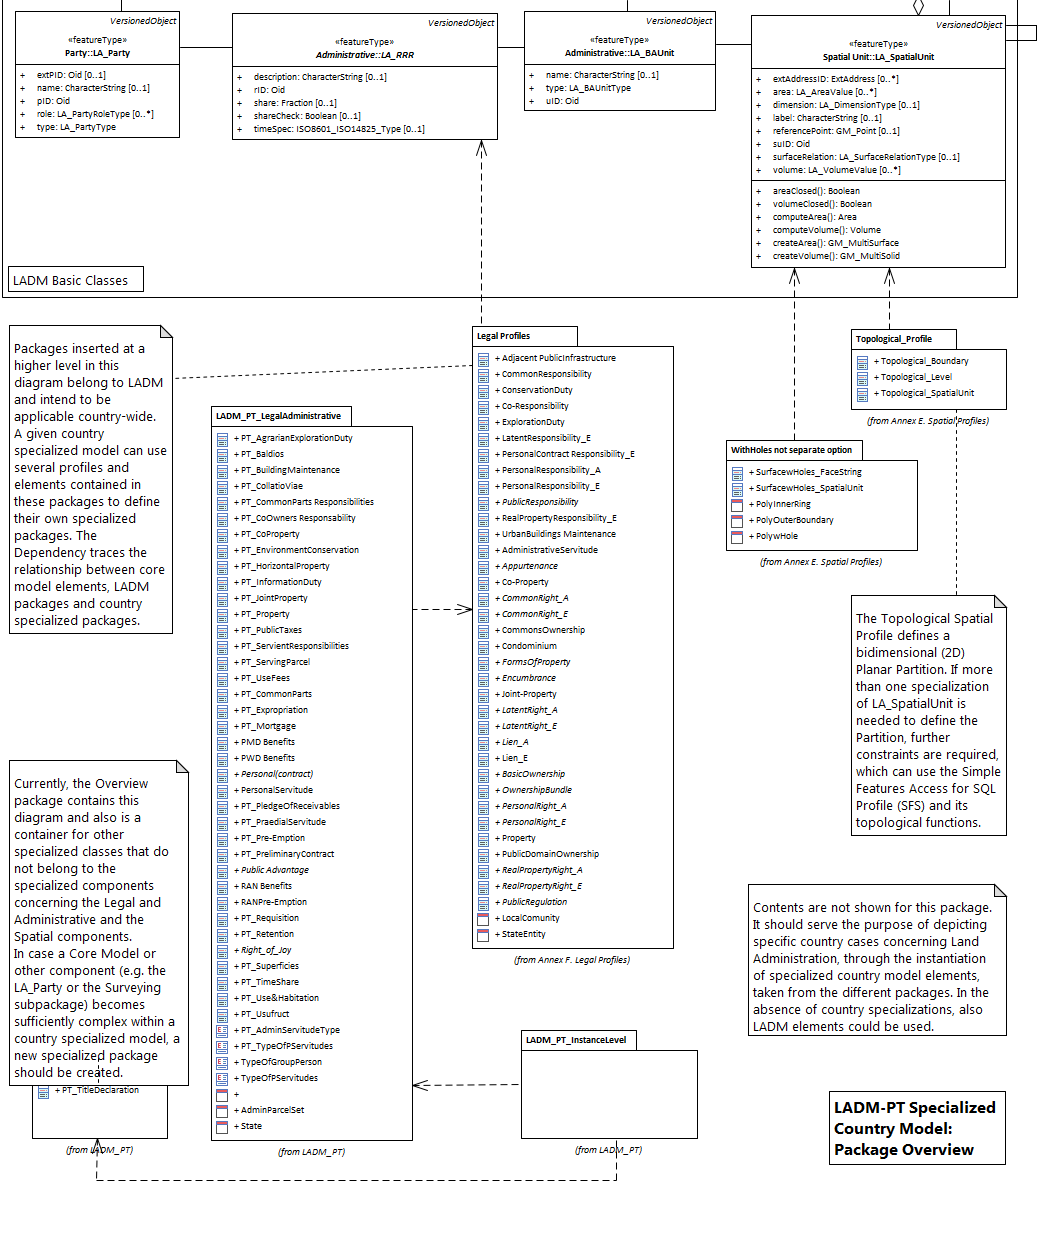 VersionedObject
«featureType»
Party::LA_Party
+ extPID: Oid [0..1]
+ name: CharacterString [0..1]
+ pID: Oid
+ role: LA_PartyRoleType [0..*]
+ type: LA_PartyType
VersionedObject
«featureType»
Administrative::LA_RRR
+ description: CharacterString [0..1]
+ rID: Oid
+ share: Fraction [0..1]
+ shareCheck: Boolean [0..1]
+ timeSpec: ISO8601_ISO14825_Type [0..1]
VersionedObject
«featureType»
Administrative::LA_BAUnit
+ name: CharacterString [0..1]
+ type: LA_BAUnitType
+ uID: Oid
VersionedObject
«featureType»
Spatial Unit::LA_SpatialUnit
+ extAddressID: ExtAddress [0..*]
+ area: LA_AreaValue [0..*]
+ dimension: LA_DimensionType [0..1]
+ label: CharacterString [0..1]
+ referencePoint: GM_Point [0..1]
+ suID: Oid
+ surfaceRelation: LA_SurfaceRelationType [0..1]
+ volume: LA_VolumeValue [0..*]
+ areaClosed(): Boolean
+ volumeClosed(): Boolean
+ computeArea(): Area
+ computeVolume(): Volume
+ createArea(): GM_MultiSurface
+ createVolume(): GM_MultiSolid
LADM Basic Classes
Packages inserted at a
higher level in this
diagram belong to LADM
and intend to be
applicable country-wide.
A given country
specialized model can use
several profiles and
elements contained in
these packages to define
their own specialized
packages. The
Dependency traces the
relationship between core
model elements, LADM
packages and country
specialized packages.
LADM_PT_LegalAdministrative
+ PT_AgrarianExplorationDuty
+ PT_Baldios
+ PT_BuildingMaintenance
+ PT_CollatioViae
+ PT_CommonParts Responsibilities
+ PT_CoOwners Responsability
+ PT_CoProperty
+ PT_EnvironmentConservation
+ PT_HorizontalProperty
+ PT_InformationDuty
+ PT_JointProperty
+ PT_Property
+ PT_PublicTaxes
+ PT_ServientResponsibilities
+ PT_ServingParcel
+ PT_UseFees
+ PT_CommonParts
+ PT_Expropriation
+ PT_Mortgage
+ PMD Benefits
+ PWD Benefits
+ Personal(contract)
+ PersonalServitude
+ PT_PledgeOfReceivables
+ PT_PraedialServitude
+ PT_Pre-Emption
+ PT_PreliminaryContract
+ Public Advantage
+ RAN Benefits
+ RANPre-Emption
+ PT_Requisition
+ PT_Retention
+ Right_of_Joy
+ PT_Superficies
+ PT_TimeShare
+ PT_Use&Habitation
+ PT_Usufruct
+ PT_AdminServitudeType
+ PT_TypeOfPServitudes
+ TypeOfGroupPerson
+ TypeOfPServitudes
+
+ AdminParcelSet
+ State
(from LADM_PT)
Legal Profiles
+ Adjacent PublicInfrastructure
+ CommonResponsibility
+ ConservationDuty
+ Co-Responsibility
+ ExplorationDuty
+ LatentResponsibility_E
+ PersonalContract Responsibility_E
+ PersonalResponsibility_A
+ PersonalResponsibility_E
+ PublicResponsibility
+ RealPropertyResponsibility_E
+ UrbanBuildings Maintenance
+ AdministrativeServitude
+ Appurtenance
+ Co-Property
+ CommonRight_A
+ CommonRight_E
+ CommonsOwnership
+ Condominium
+ FormsOfProperty
+ Encumbrance
+ Joint-Property
+ LatentRight_A
+ LatentRight_E
+ Lien_A
+ Lien_E
+ BasicOwnership
+ OwnershipBundle
+ PersonalRight_A
+ PersonalRight_E
+ Property
+ PublicDomainOwnership
+ RealPropertyRight_A
+ RealPropertyRight_E
+ PublicRegulation
+ LocalComunity
+ StateEntity
(from Annex F. Legal Profiles)
Topological_Profile
+ Topological_Boundary
+ Topological_Level
+ Topological_SpatialUnit
(from Annex E. Spatial Profiles)
WithHoles not separate option
+ SurfacewHoles_FaceString
+ SurfacewHoles_SpatialUnit
+ PolyInnerRing
+ PolyOuterBoundary
+ PolywHole
(from Annex E. Spatial Profiles)
The Topological Spatial
Profile defines a
bidimensional (2D)
Planar Partition. If more
than one specialization
of LA_SpatialUnit is
needed to define the
Partition, further
constraints are required,
which can use the Simple
Features Access for SQL
Profile (SFS) and its
topological functions.
Currently, the Overview
package contains this
diagram and also is a
container for other
specialized classes that do
not belong to the
specialized components
concerning the Legal and
Administrative and the
Spatial components.
In case a Core Model or
other component (e.g. the
LA_Party or the Surveying
subpackage) becomes
sufficiently complex within a
country specialized model, a
new specialized package
should be created.
+ PT_TitleDeclaration
(from LADM_PT)
Contents are not shown for this package.
It should serve the purpose of depicting
specific country cases concerning Land
Administration, through the instantiation
of specialized country model elements,
taken from the different packages. In the
absence of country specializations, also
LADM elements could be used.
LADM_PT_InstanceLevel
(from LADM_PT)
LADM-PT Specialized
Country Model:
Package Overview